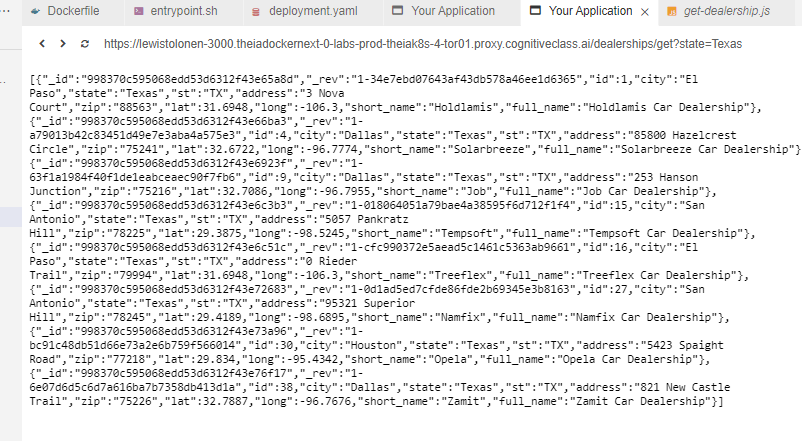 Dockerfile entrypoint.sh deployment.yaml Your Application Your Application get-dealership.js
https://lewistolonen-3000.theiadockernext-0-labs-prod-theiak8s-4-tor01.proxy.cognitiveclass.ai/dealerships/get?state=Texas
[{"_id":"998370c595068edd53d6312f43e65a8d","_rev":"1-34e7ebd07643af43db578a46ee1d6365","id":1,"city":"El
Paso","state":"Texas","st":"TX","address":"3 Nova
Court","zip":"88563","lat":31.6948,"long":-106.3,"short_name":"Holdlamis","full_name":"Holdlamis Car Dealership"},
{"_id":"998370c595068edd53d6312f43e66ba3","_rev":"1-
a79013b42c83451d49e7e3aba4a575e3","id":4,"city":"Dallas","state":"Texas","st":"TX","address":"85800 Hazelcrest
Circle","zip":"75241","lat":32.6722,"long":-96.7774,"short_name":"Solarbreeze","full_name":"Solarbreeze Car Dealership"}
{"_id":"998370c595068edd53d6312f43e6923f","_rev":"1-
63f1a1984f40f1de1eabceaec90f7fb6","id":9,"city":"Dallas","state":"Texas","st":"TX","address":"253 Hanson
Junction","zip":"75216","lat":32.7086,"long":-96.7955,"short_name":"Job","full_name":"Job Car Dealership"},
{"_id":"998370c595068edd53d6312f43e6c3b3","_rev":"1-018064051a79bae4a38595f6d712f1f4","id":15,"city":"San
Antonio","state":"Texas","st":"TX","address":"5057 Pankratz
Hill","zip":"78225","lat":29.3875,"long":-98.5245,"short_name":"Tempsoft","full_name":"Tempsoft Car Dealership"},
{"_id":"998370c595068edd53d6312f43e6c51c","_rev":"1-cfc990372e5aead5c1461c5363ab9661","id":16,"city":"El
Paso","state":"Texas","st":"TX","address":"0 Rieder
Trail","zip":"79994","lat":31.6948,"long":-106.3,"short_name":"Treeflex","full_name":"Treeflex Car Dealership"},
{"_id":"998370c595068edd53d6312f43e72683","_rev":"1-0d1ad5ed7cfde86fde2b69345e3b8163","id":27,"city":"San
Antonio","state":"Texas","st":"TX","address":"95321 Superior
Hill","zip":"78245","lat":29.4189,"long":-98.6895,"short_name":"Namfix","full_name":"Namfix Car Dealership"},
{"_id":"998370c595068edd53d6312f43e73a96","_rev":"1-
bc91c48db51d66e73a2e6b759f566014","id":30,"city":"Houston","state":"Texas","st":"TX","address":"5423 Spaight
Road","zip":"77218","lat":29.834,"long":-95.4342,"short_name":"Opela","full_name":"Opela Car Dealership"},
{"_id":"998370c595068edd53d6312f43e76f17","_rev":"1-
6e07d6d5c6d7a616ba7b7358db413d1a","id":38,"city":"Dallas","state":"Texas","st":"TX","address":"821 New Castle
Trail","zip":"75226","lat":32.7887,"long":-96.7676,"short_name":"Zamit","full_name":"Zamit Car Dealership"}]